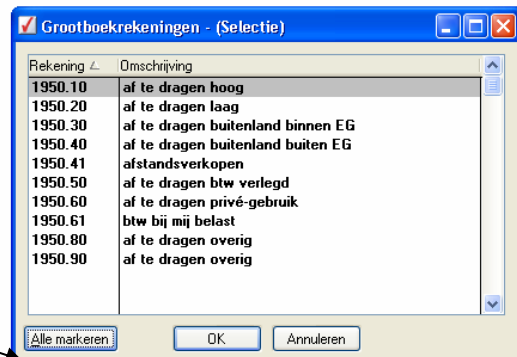 Grootboekrekeningen - (Selectie)
Rekening Omschrijving
1950.10 af te dragen hoog
1950.20 af te dragen laag
1950.30 af te dragen buitenland binnen EG
1950.40 af te dragen buitenland buiten EG
1950.41 afstandsverkopen
1950.50 af te dragen btw verlegd
1950.60 af te dragen privé-gebruik
1950.61 btw bij mij belast
1950.80 af te dragen overig
1950.90 af te dragen overig
Alle markeren OK Annuleren